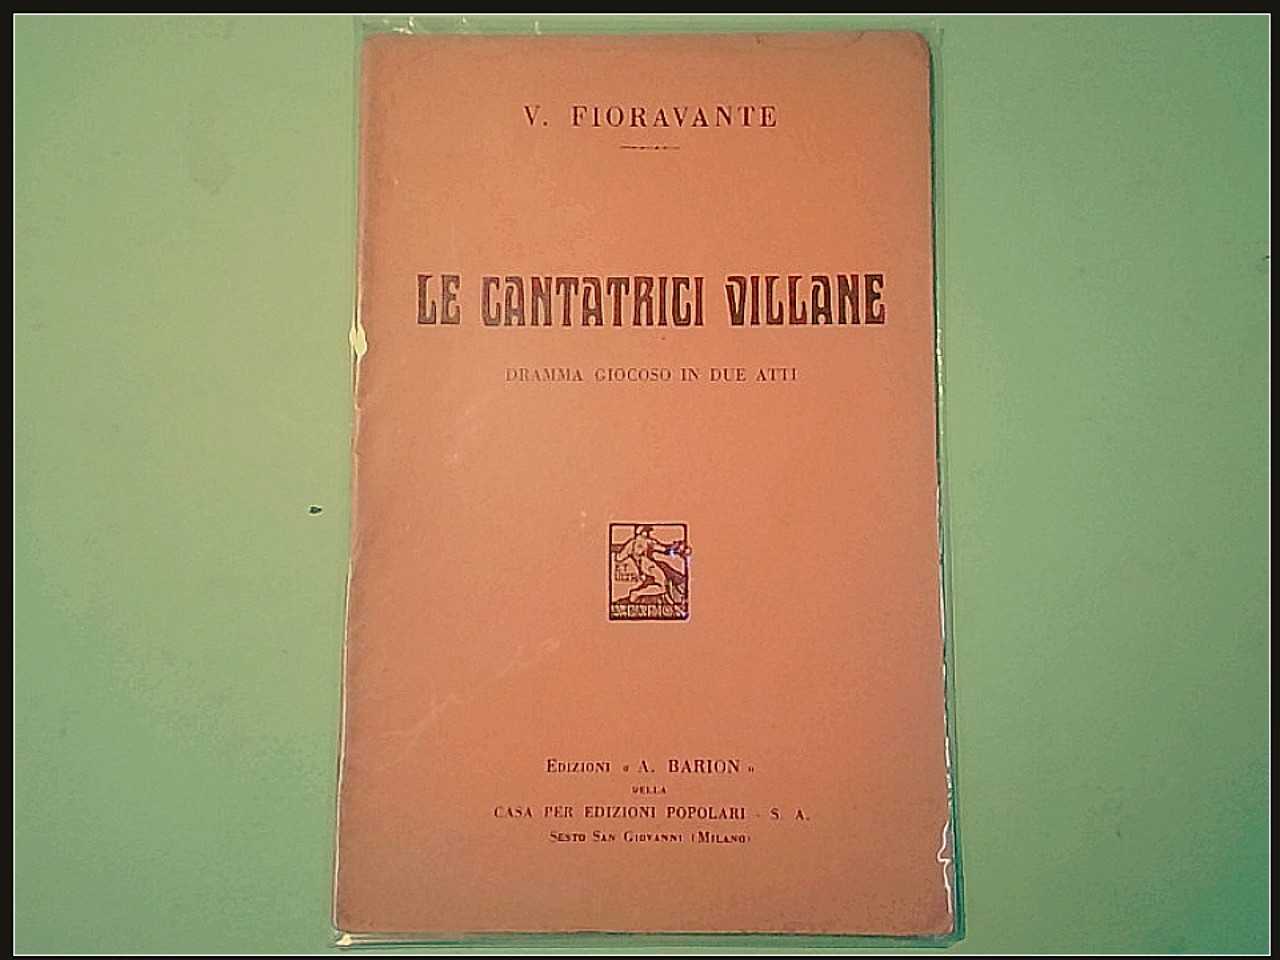 V. FIORAVANTE
LE CANTATRICI VILLANE
DRAMMA GIOCOSO IN DUE ATTI
EDIZIONI « A. BARION »
DELLA
CASA PER EDIZIONI POPOLARI - S. A.
SESTO SAN GIOVANNI (MILANO)